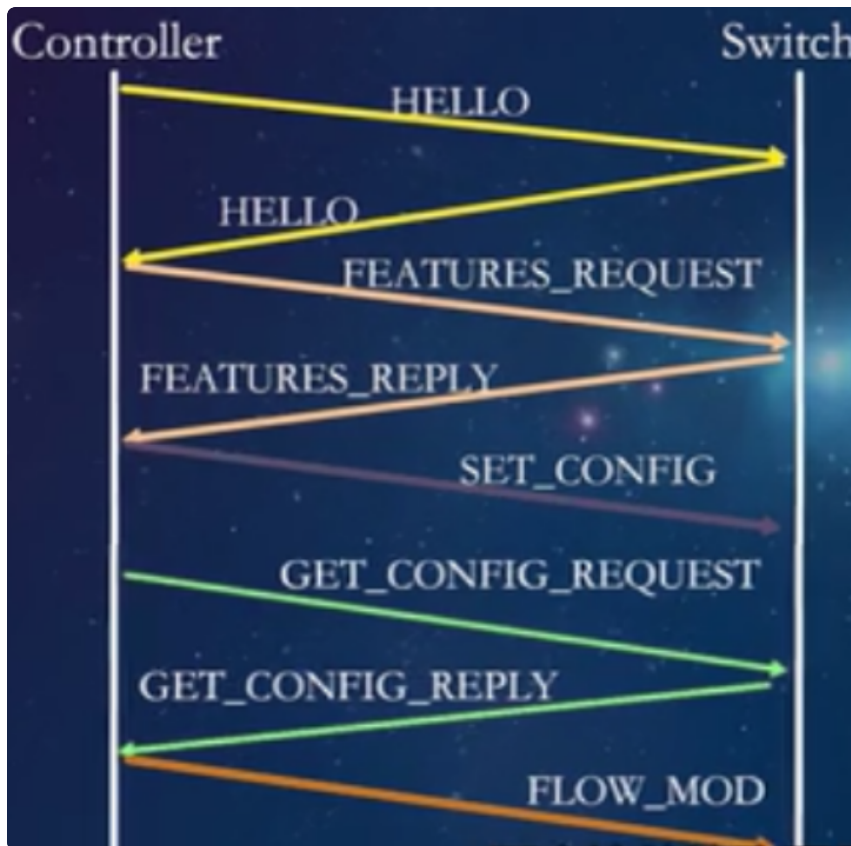 Controller
Switch
HELLO
HELLO
FEATURES_REQUEST
FEATURES_REPLY
SET_CONFIG
GET_CONFIG_REQUEST
GET_CONFIG_REPLY
FLOW_MOD